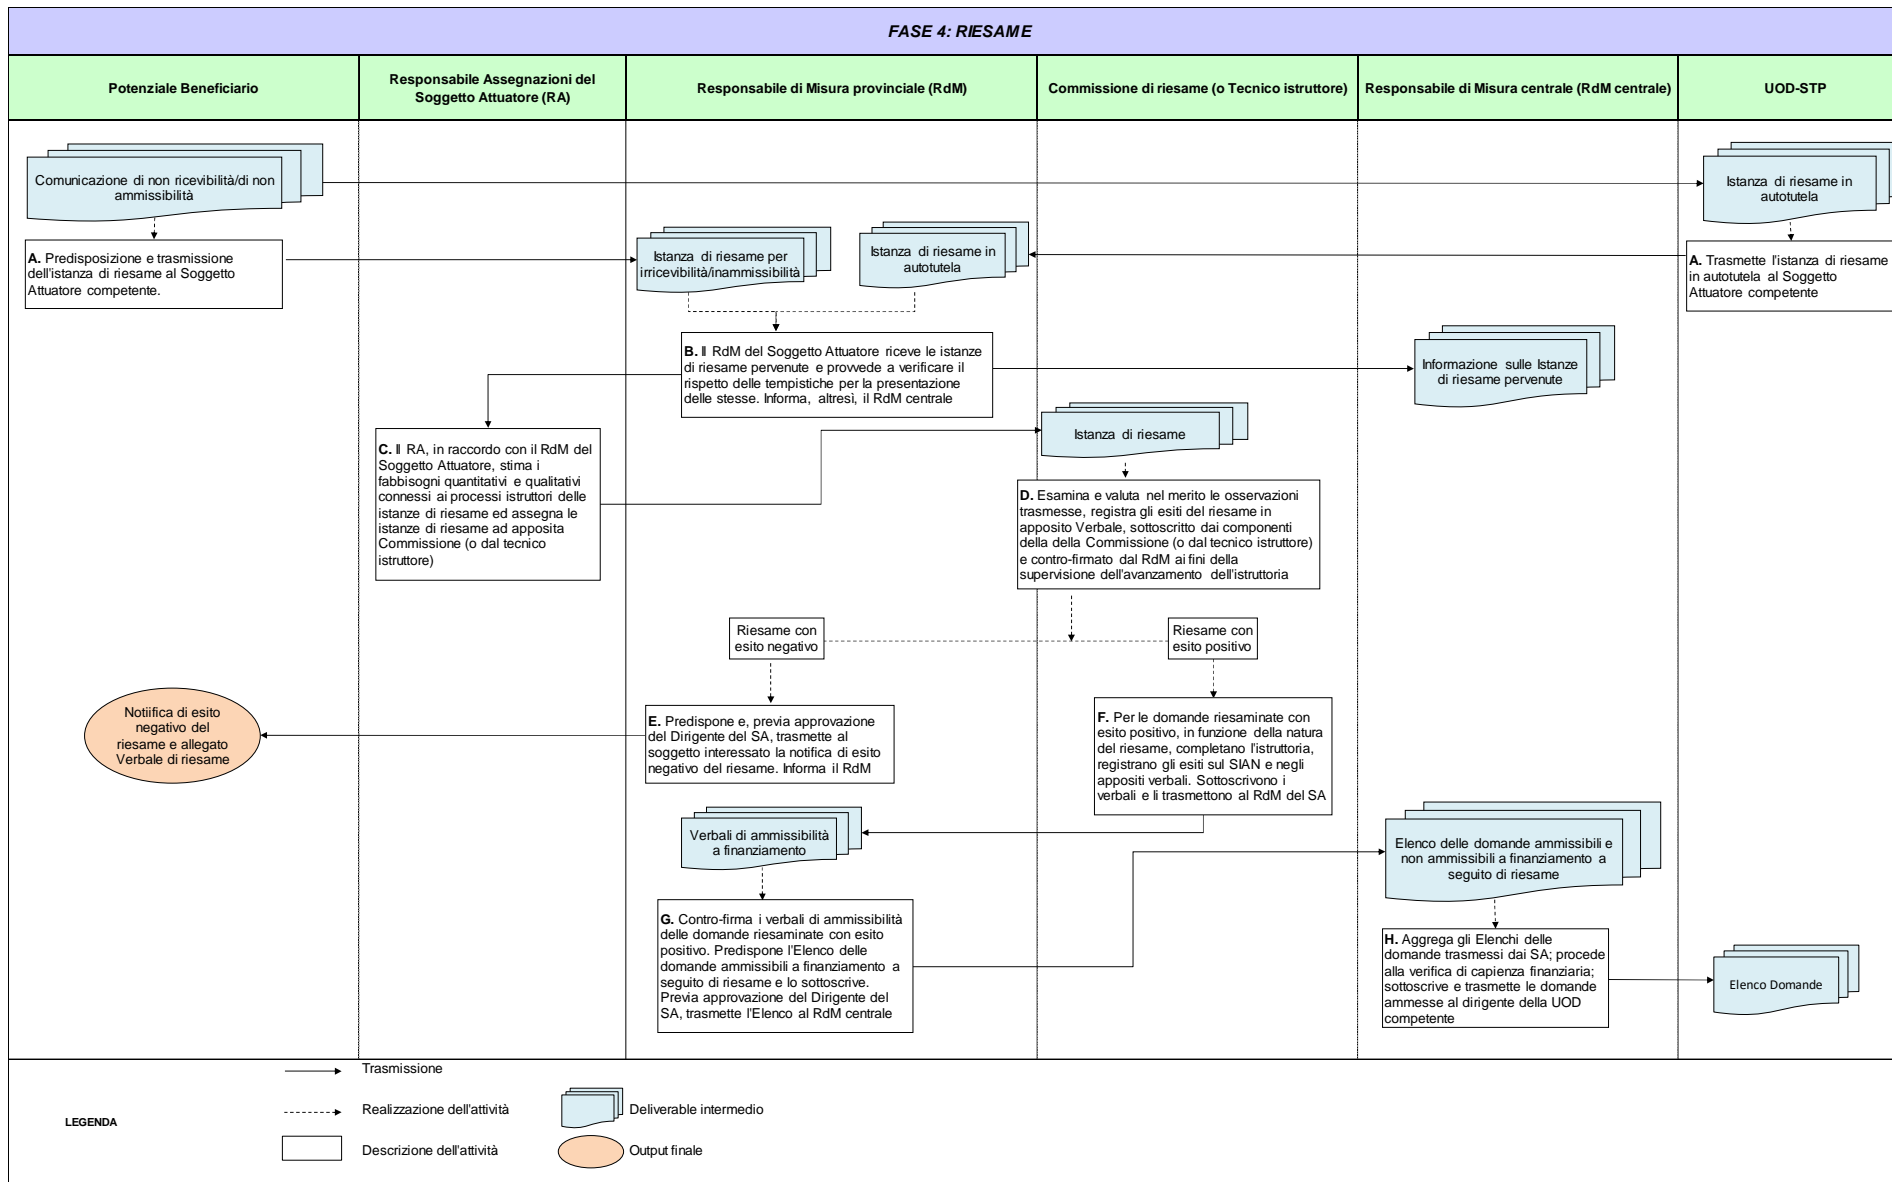 FASE 4: RIESAME
Potenziale Beneficiario
Responsabile Assegnazioni del
Soggetto Attuatore (RA)
Responsabile di Misura provinciale (RdM)
Commissione di riesame (o Tecnico istruttore)
Responsabile di Misura centrale (RdM centrale)
UOD-STP
Comunicazione di non ricevibilità/di non
ammissibilità
Istanza di riesame in
autotutela
A. Predisposizione e trasmissione
dell'istanza di riesame al Soggetto
Attuatore competente.
Istanza di riesame per
irricevibilità/inammissibilità
Istanza di riesame in
autotutela
A. Trasmette l'istanza di riesame
in autotutela al Soggetto
Attuatore competente
B. Il RdM del Soggetto Attuatore riceve le istanze
di riesame pervenute e provvede a verificare il
rispetto delle tempistiche per la presentazione
delle stesse. Informa, altresì, il RdM centrale
Informazione sulle Istanze
di riesame pervenute
C. Il RA, in raccordo con il RdM del
Soggetto Attuatore, stima i
fabbisogni quantitativi e qualitativi
connessi ai processi istruttori delle
istanze di riesame ed assegna le
istanze di riesame ad apposita
Commissione (o dal tecnico
istruttore)
Istanza di riesame
D. Esamina e valuta nel merito le osservazioni
trasmesse, registra gli esiti del riesame in
apposito Verbale, sottoscritto dai componenti
della della Commissione (o dal tecnico istruttore)
e contro-firmato dal RdM ai fini della
supervisione dell'avanzamento dell'istruttoria
Riesame con
esito negativo
Riesame con
esito positivo
Notiifica di esito
negativo del
riesame e allegato
Verbale di riesame
E. Predispone e, previa approvazione
del Dirigente del SA, trasmette al
soggetto interessato la notifica di esito
negativo del riesame. Informa il RdM
F. Per le domande riesaminate con
esito positivo, in funzione della natura
del riesame, completano l'istruttoria,
registrano gli esiti sul SIAN e negli
appositi verbali. Sottoscrivono i
verbali e li trasmettono al RdM del SA
Verbali di ammissibilità
a finanziamento
Elenco delle domande ammissibili e
non ammissibili a finanziamento a
seguito di riesame
G. Contro-firma i verbali di ammissibilità
delle domande riesaminate con esito
positivo. Predispone l'Elenco delle
domande ammissibili a finanziamento a
seguito di riesame e lo sottoscrive.
Previa approvazione del Dirigente del
SA, trasmette l'Elenco al RdM centrale
H. Aggrega gli Elenchi delle
domande trasmessi dai SA; procede
alla verifica di capienza finanziaria;
sottoscrive e trasmette le domande
ammesse al dirigente della UOD
competente
Elenco Domande
LEGENDA
Trasmissione
Realizzazione dell'attività
Deliverable intermedio
Descrizione dell'attività
Output finale